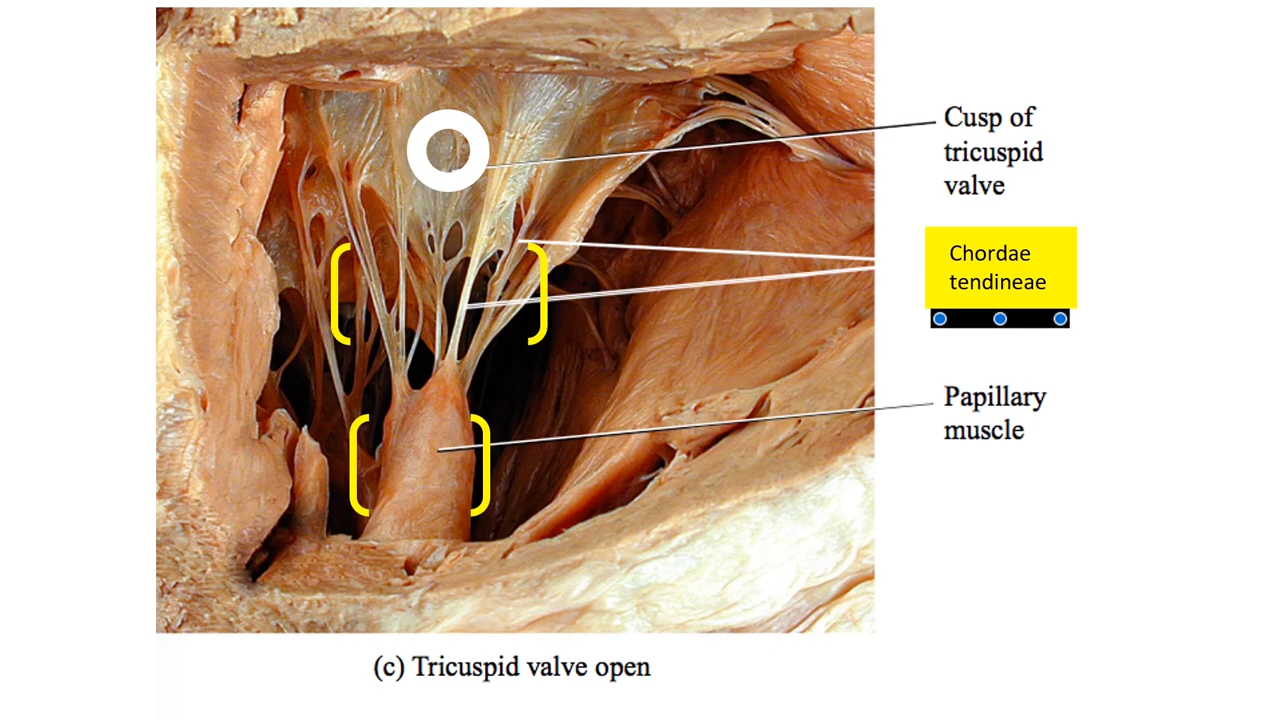 Cusp of
tricuspid
valve
Chordae
tendineae
Papillary
muscle
(c) Tricuspid valve open